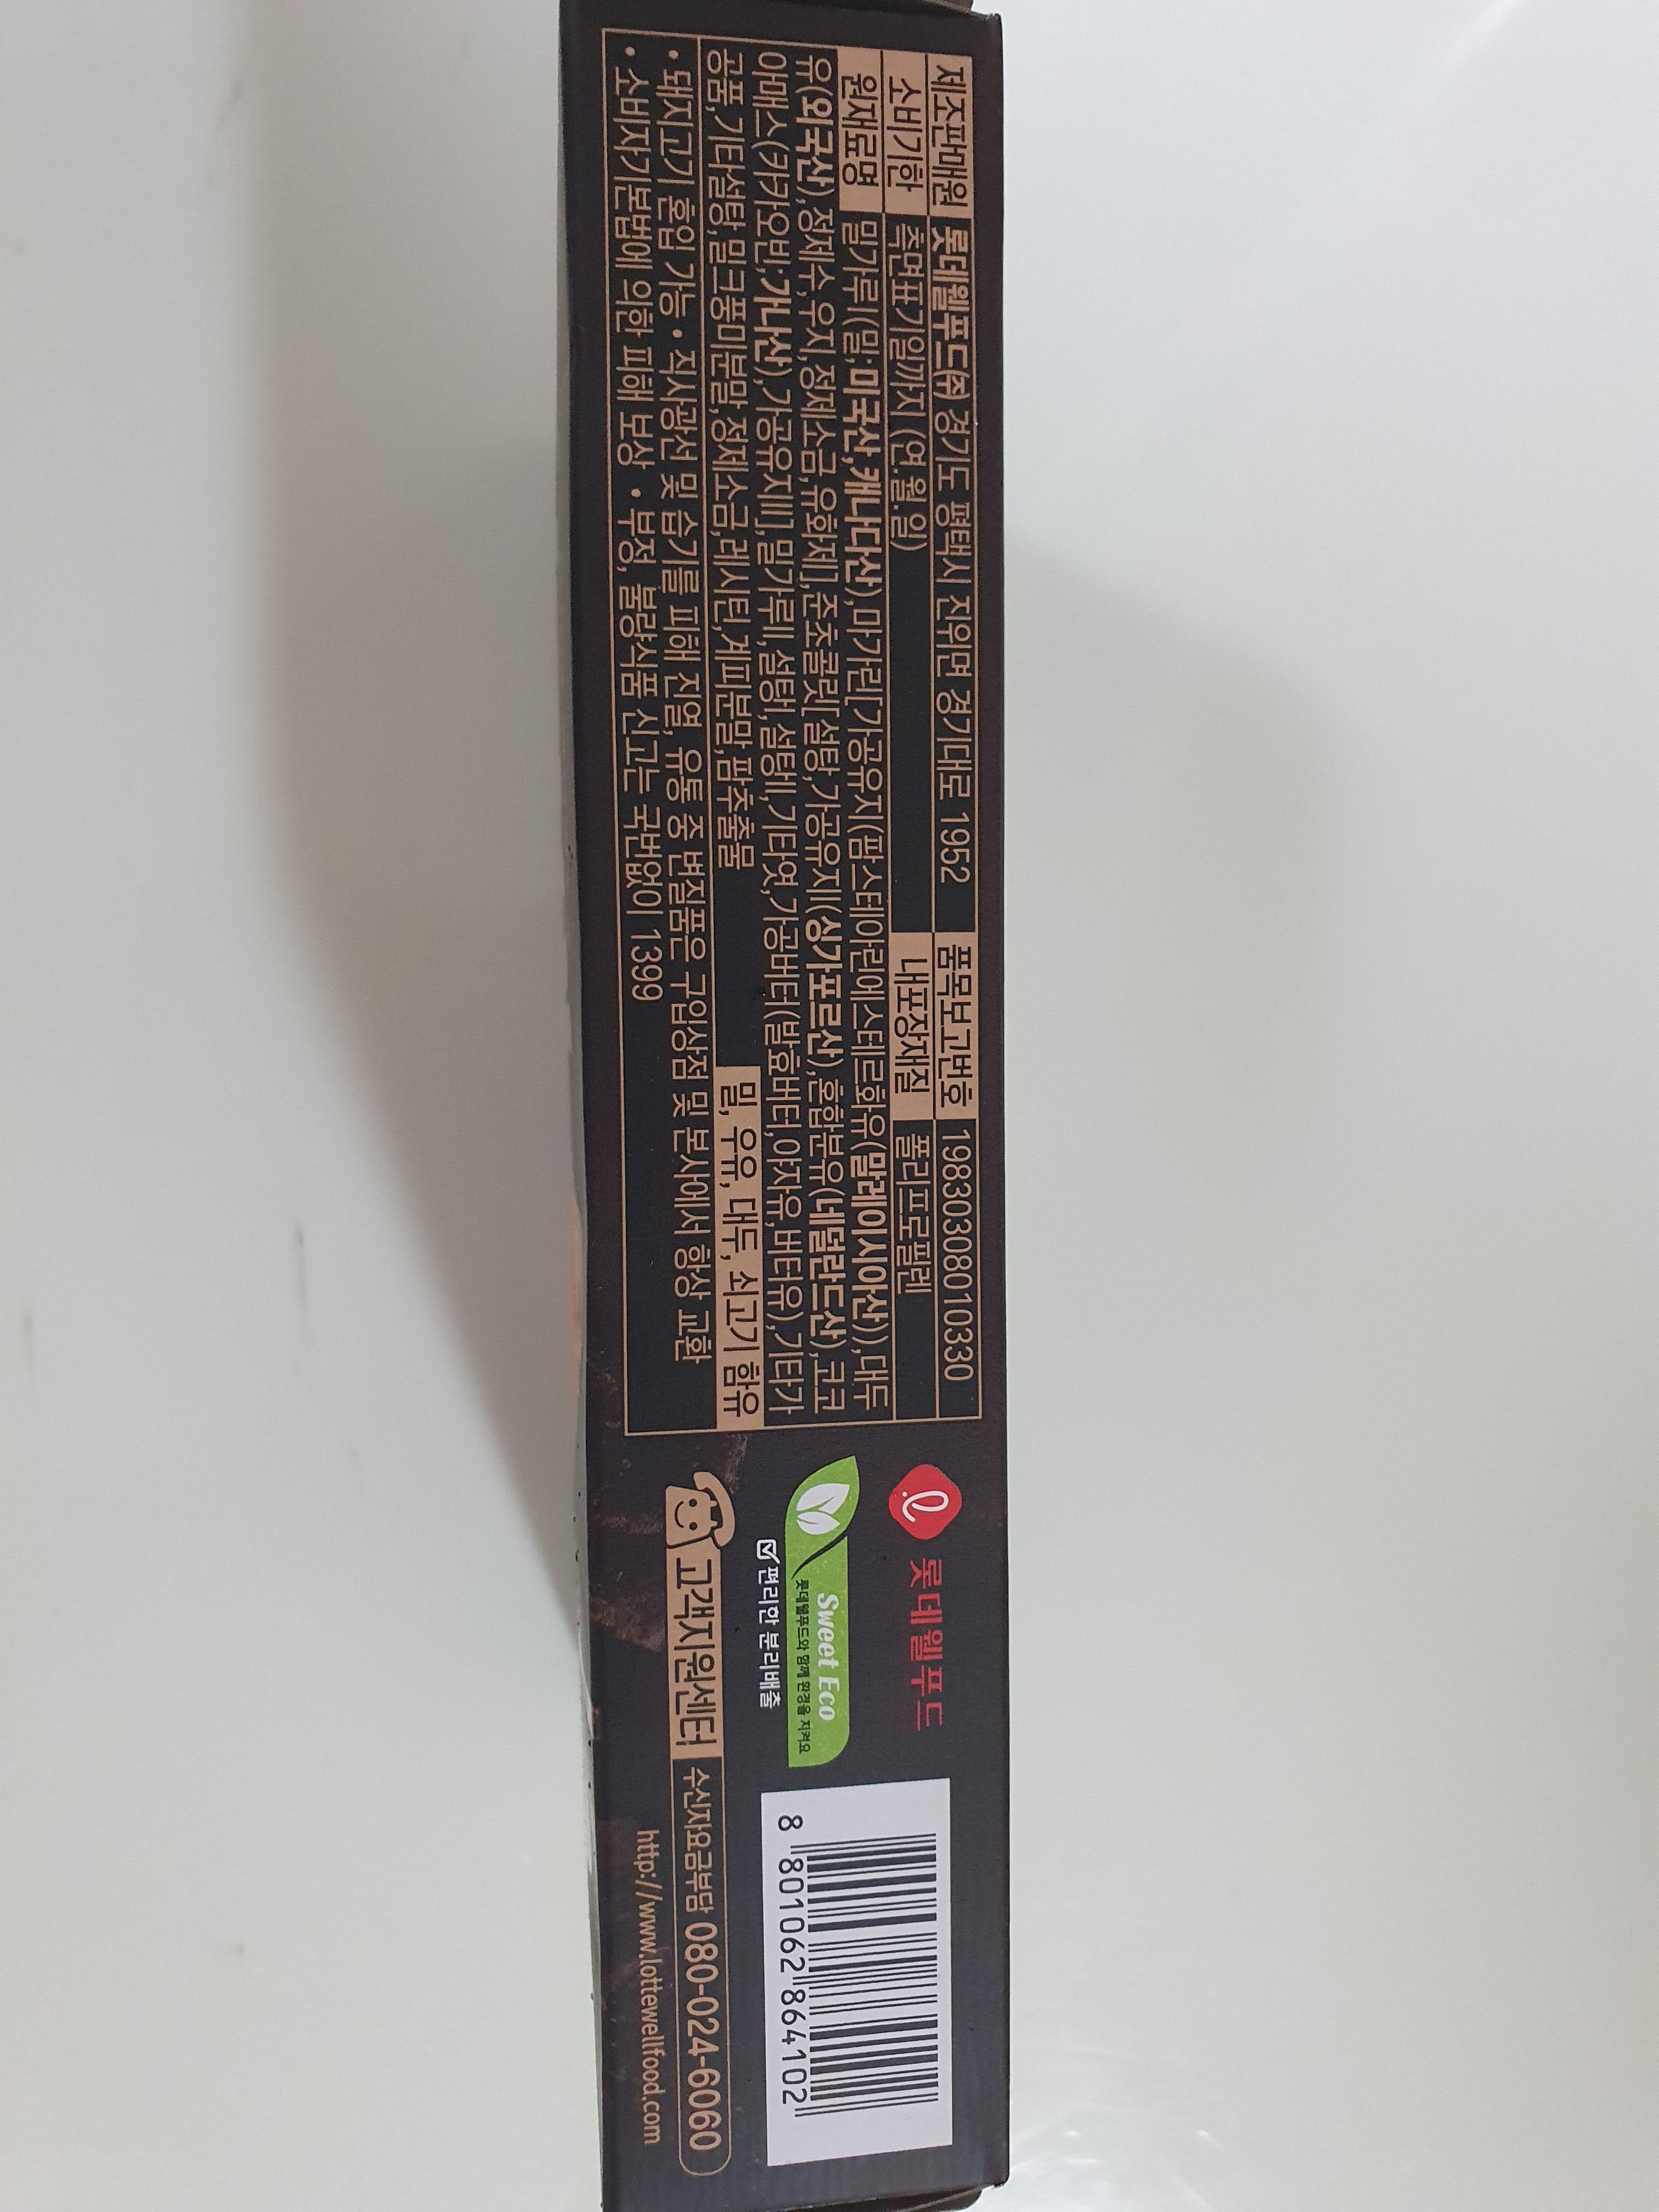 제조판매원 롯데웰푸드㈜ 경기도 평택시 진위면 경기대로 1952 품목보고번호 19830308010330
소비기한 측면표기일까지 (연.월.일) 내포장재질 폴리프로필렌
원재료명 밀가루(밀;미국산,캐나다산),마가린[가공유지(팜스테아린에스테르화유(말레이시아산)),대두
유(외국산),정제수,우지,정제소금,유화제],준초콜릿[설탕,가공유지(싱가포르산),혼합분유(네덜란드산),코코
아매스(카카오빈;가나산),가공유지II],밀가루II,설탕I,설탕II,기타엿,가공버터(발효버터,야자유,버터유),기타가
공품,기타설탕,밀크풍미분말,정제소금,레시틴,계피분말,팜추출물 밀, 우유, 대두, 쇠고기 함유
• 돼지고기 혼입 가능 • 직사광선 및 습기를 피해 진열, 유통 중 변질품은 구입상점 및 본사에서 항상 교환
• 소비자기본법에 의한 피해 보상 • 부정, 불량식품 신고는 국번없이 1399
롯데웰푸드
Sweet Eco
롯데웰푸드와 함께 환경을 지켜요
편리한 분리배출
고객지원센터 수신자요금부담 080-024-6060
http://www.lottewellfood.com
8 801062 864102